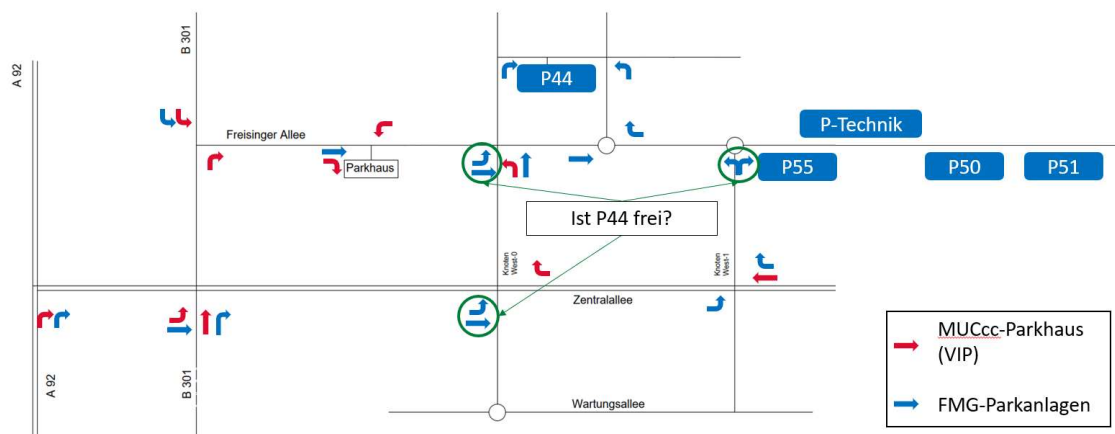 B 301
A 92
P44
P-Technik
Freisinger Allee
Parkhaus
P55
P50
P51
Ist P44 frei?
Knoten
West-0
Knoten
West-1
Zentralallee
MUCcc-Parkhaus
(VIP)
A 92
B 301
Wartungsallee
FMG-Parkanlagen